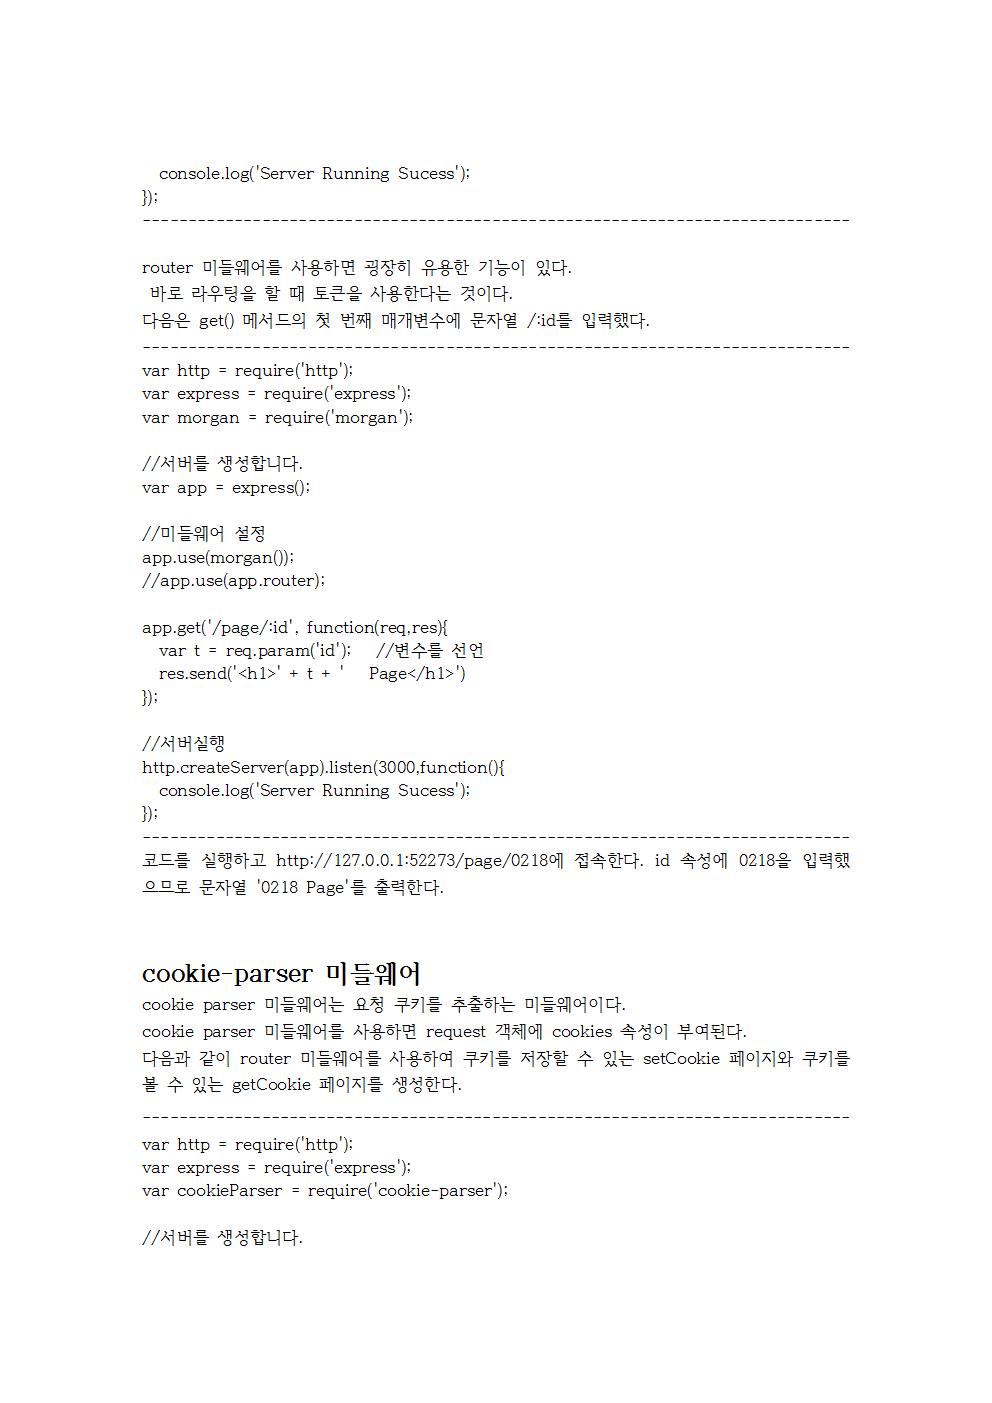 console.log('Server Running Sucess');
});
--------------------------------------------------------------------------------
router 미들웨어를 사용하면 굉장히 유용한 기능이 있다.
바로 라우팅을 할 때 토큰을 사용한다는 것이다.
다음은 get() 메서드의 첫 번째 매개변수에 문자열 /:id를 입력했다.
--------------------------------------------------------------------------------
var http = require('http');
var express = require('express');
var morgan = require('morgan');
//서버를 생성합니다.
var app = express();
//미들웨어 설정
app.use(morgan());
//app.use(app.router);
app.get('/page/:id', function(req,res){
var t = req.param('id');   //변수를 선언
res.send('<h1>' + t + '   Page</h1>')
});
//서버실행
http.createServer(app).listen(3000,function(){
console.log('Server Running Sucess');
});
--------------------------------------------------------------------------------
코드를 실행하고 http://127.0.0.1:52273/page/0218에 접속한다. id 속성에 0218을 입력했
으므로 문자열 '0218 Page'를 출력한다.
cookie-parser 미들웨어
cookie parser 미들웨어는 요청 쿠키를 추출하는 미들웨어이다.
cookie parser 미들웨어를 사용하면 request 객체에 cookies 속성이 부여된다.
다음과 같이 router 미들웨어를 사용하여 쿠키를 저장할 수 있는 setCookie 페이지와 쿠키를
볼 수 있는 getCookie 페이지를 생성한다.
--------------------------------------------------------------------------------
var http = require('http');
var express = require('express');
var cookieParser = require('cookie-parser');
//서버를 생성합니다.